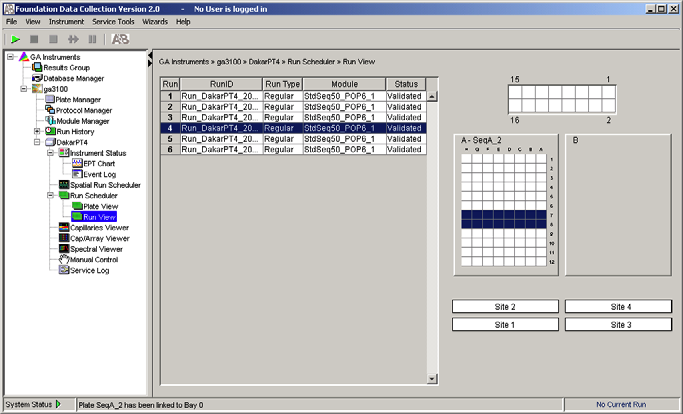 Foundation Data Collection Version 2.0 - No User is logged in
File View Instrument Service Tools Wizards Help
AB
GA Instruments
Results Group
Database Manager
ga3100
Plate Manager
Protocol Manager
Module Manager
Run History
DakarPT4
Instrument Status
EPT Chart
Event Log
Spatial Run Scheduler
Run Scheduler
Plate View
Run View
Capillaries Viewer
Cap/Array Viewer
Spectral Viewer
Manual Control
Service Log
GA Instruments » ga3100 » DakarPT4 » Run Scheduler » Run View
Run RunID Run Type Module Status
1 Run_DakarPT4_20... Regular StdSeq50_POP6_1 Validated
2 Run_DakarPT4_20... Regular StdSeq50_POP6_1 Validated
3 Run_DakarPT4_20... Regular StdSeq50_POP6_1 Validated
4 Run_DakarPT4_20... Regular StdSeq50_POP6_1 Validated
5 Run_DakarPT4_20... Regular StdSeq50_POP6_1 Validated
6 Run_DakarPT4_20... Regular StdSeq50_POP6_1 Validated
15 1
16 2
A - SeqA_2
H G F E D C B A
1
2
3
4
5
6
7
8
9
10
11
12
B
Site 2 Site 4
Site 1 Site 3
System Status Plate SeqA_2 has been linked to Bay 0 No Current Run